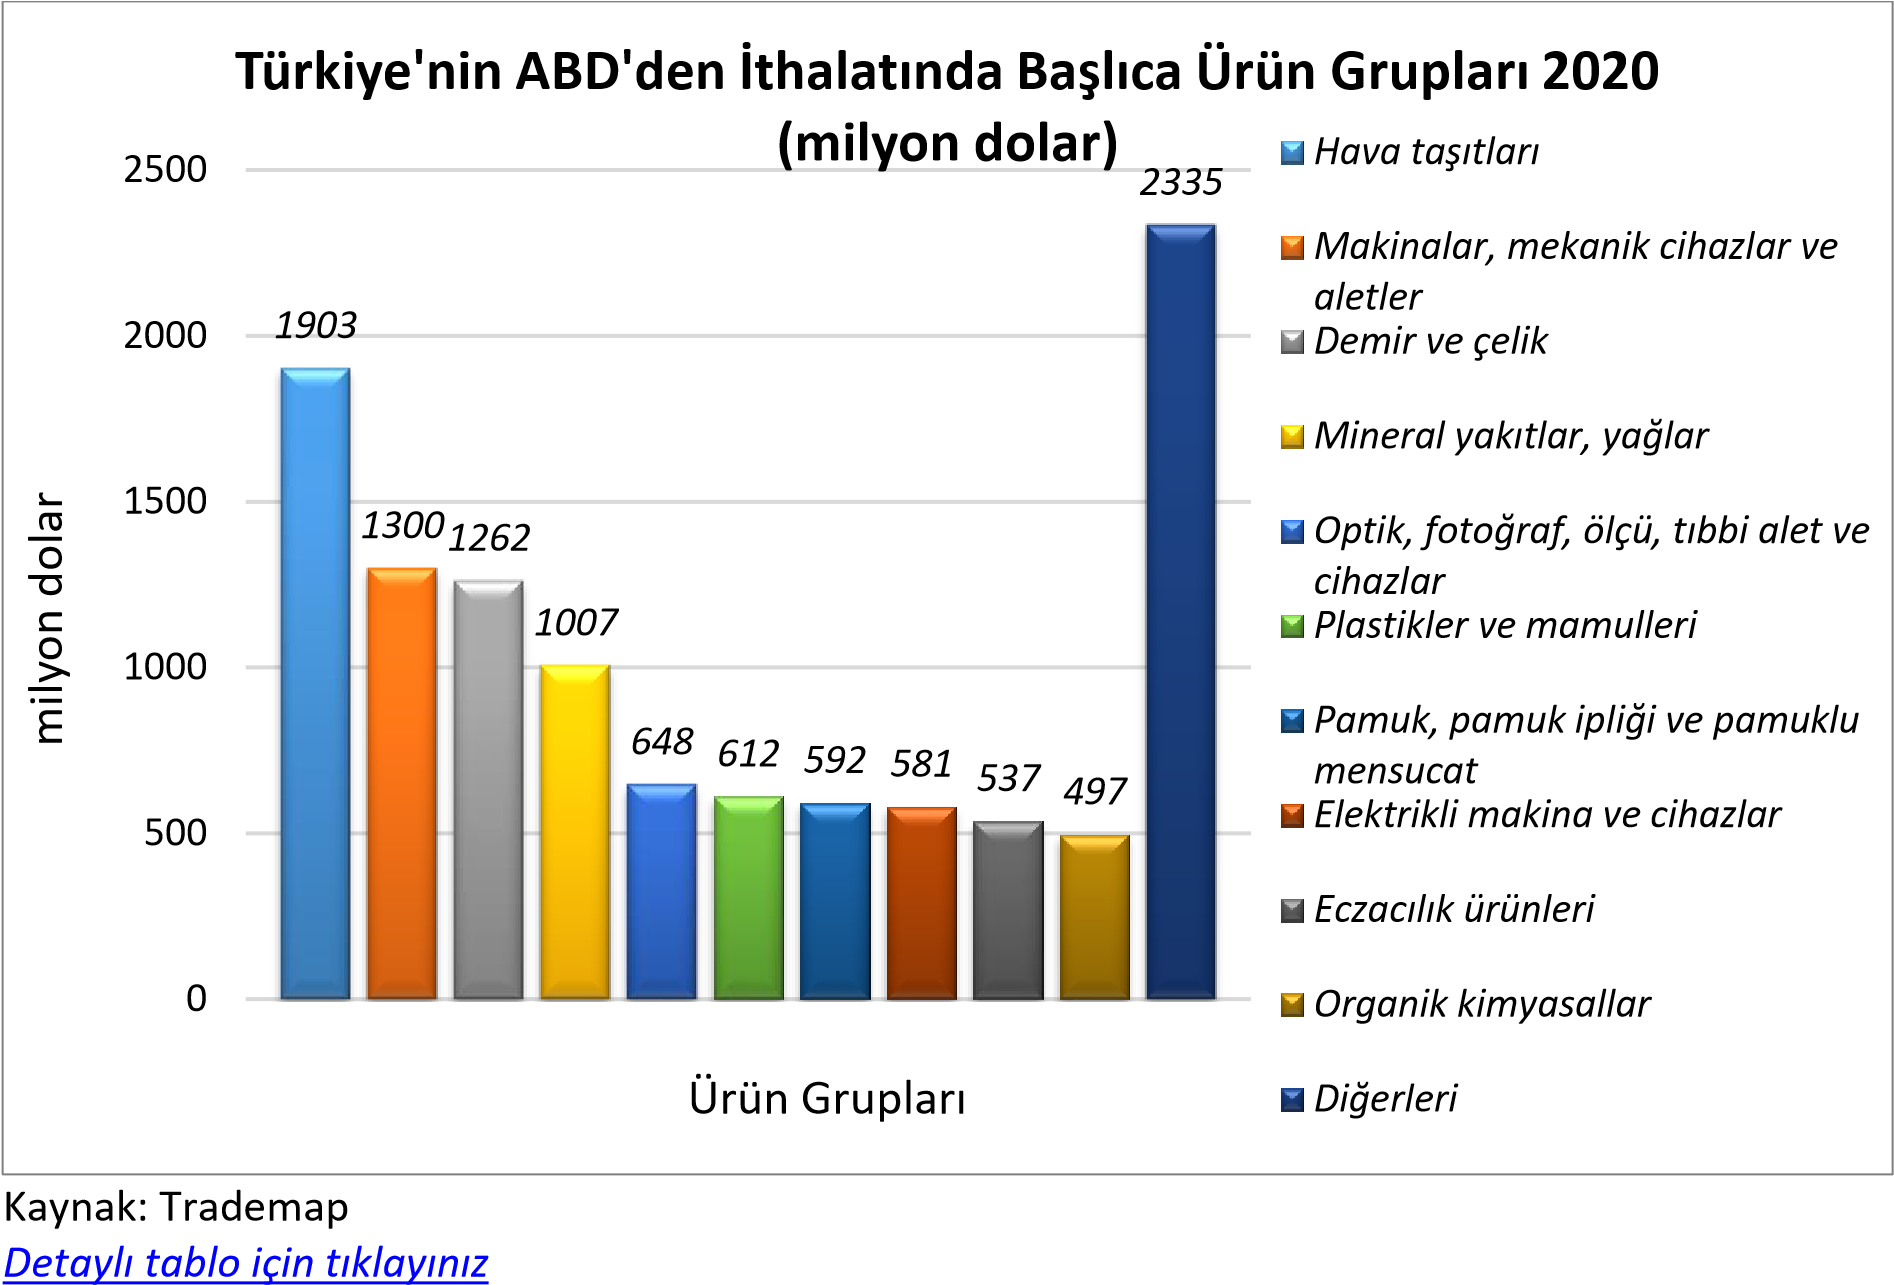 Türkiye'nin ABD'den İthalatında Başlıca Ürün Grupları 2020
(milyon dolar)
2500
2000
1500
1000
500
0
milyon dolar
1903
1300
1262
1007
648
612
592
581
537
497
2335
Ürün Grupları
Hava taşıtları
Makinalar, mekanik cihazlar ve
aletler
Demir ve çelik
Mineral yakıtlar, yağlar
Optik, fotoğraf, ölçü, tıbbi alet ve
cihazlar
Plastikler ve mamulleri
Pamuk, pamuk ipliği ve pamuklu
mensucat
Elektrikli makina ve cihazlar
Eczacılık ürünleri
Organik kimyasallar
Diğerleri
Kaynak: Trademap
Detaylı tablo için tıklayınız